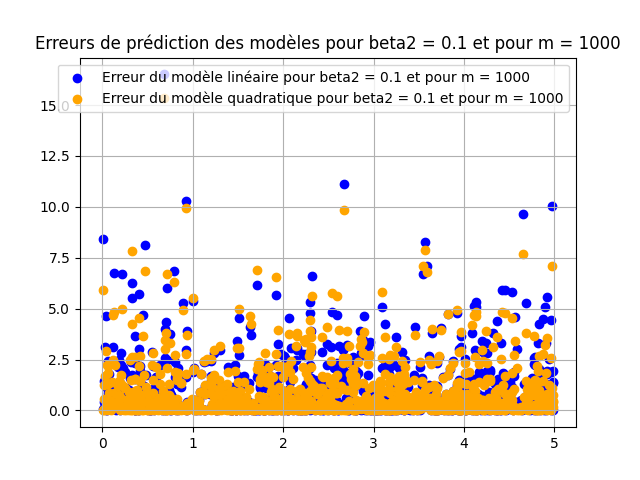 Erreurs de prédiction des modèles pour beta2 = 0.1 et pour m = 1000
Erreur du modèle linéaire pour beta2 = 0.1 et pour m = 1000
Erreur du modèle quadratique pour beta2 = 0.1 et pour m = 1000
15.0
12.5
10.0
7.5
5.0
2.5
0.0
0 1 2 3 4 5